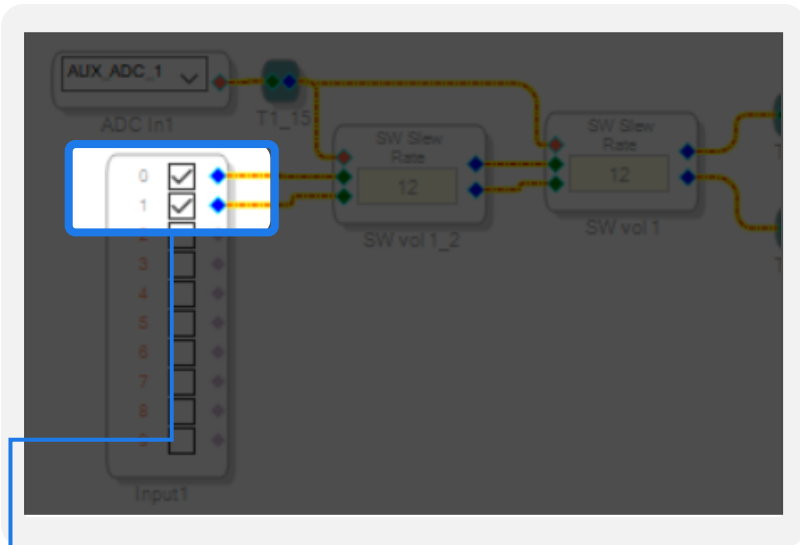 AUX_ADC_1
ADC In1
T1_15
SW Slew
Rate
12
SW vol 1_2
SW Slew
Rate
12
SW vol 1
0
1
2
3
4
5
6
7
8
9
Input1